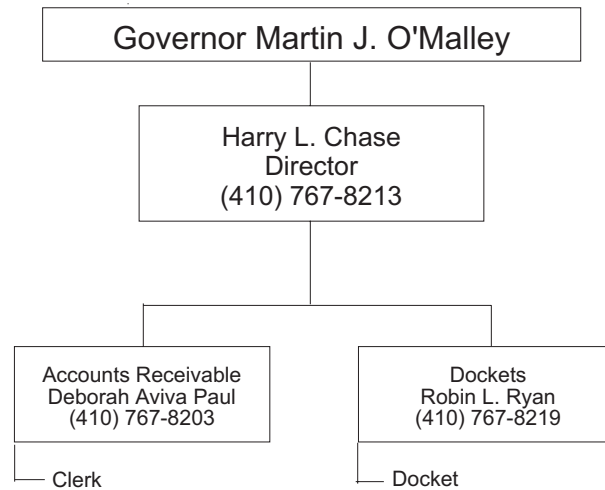 Governor Martin J. O'Malley
Harry L. Chase
Director
(410) 767-8213
Accounts Receivable
Deborah Aviva Paul
(410) 767-8203
Clerk
Dockets
Robin L. Ryan
(410) 767-8219
Docket